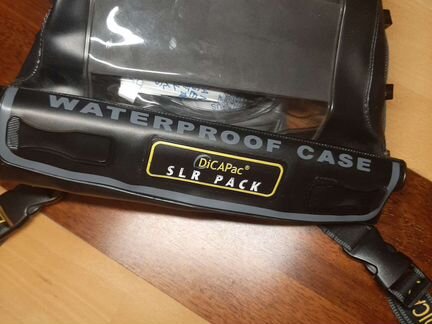 WATERPROOF CASE
DiCAPac®
SLR PACK